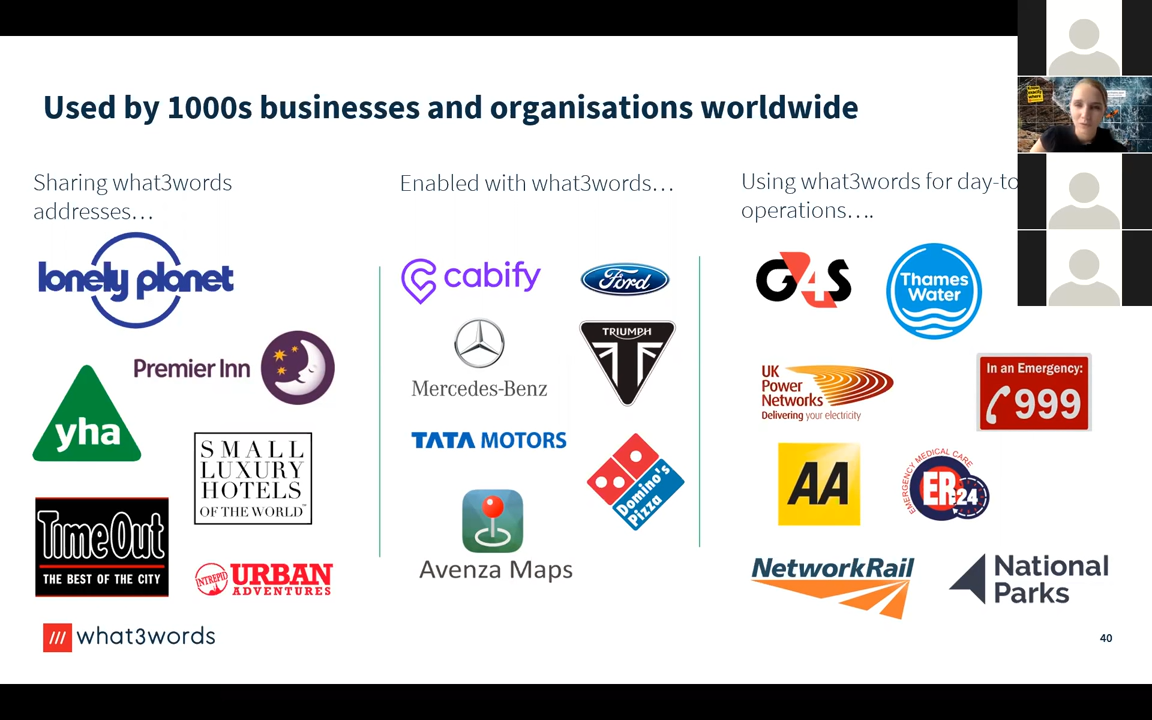 Used by 1000s businesses and organisations worldwide
Sharing what3words
addresses…
lonely planet
Premier Inn
yha
SMALL
LUXURY
HOTELS
OF THE WORLD™
TimeOut
THE BEST OF THE CITY
INTREPID
URBAN
ADVENTURES
Enabled with what3words…
cabify
Ford
Mercedes-Benz
TRIUMPH
TATA MOTORS
Domino's
Pizza
Avenza Maps
Using what3words for day-to
operations….
G4S
Thames
Water
UK
Power
Networks
Delivering your electricity
In an Emergency:
999
AA
EMERGENCY MEDICAL CARE
ER24
NetworkRail
National
Parks
/// what3words
40